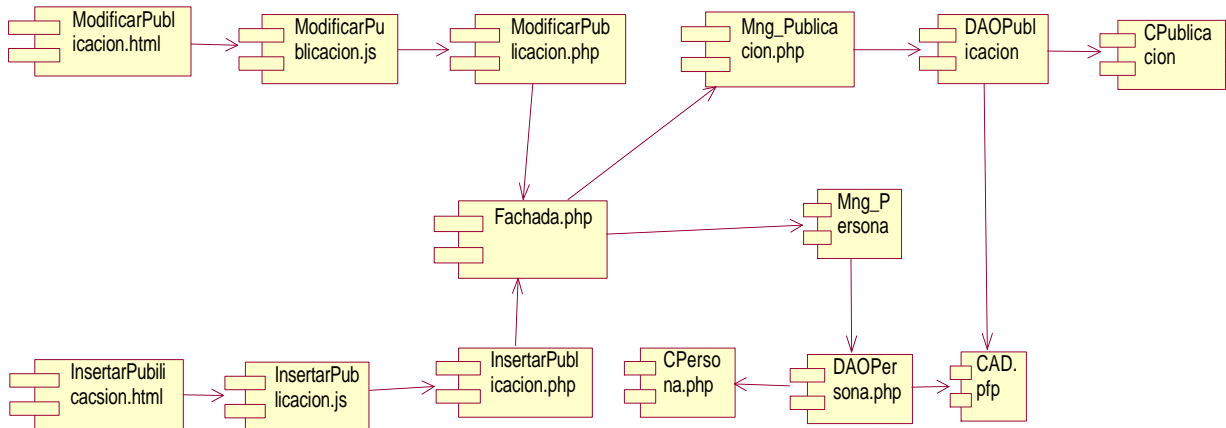 ModificarPubl
icacion.html
ModificarPu
blicacion.js
ModificarPub
licacion.php
Mng_Publica
cion.php
DAOPubl
icacion
CPublica
cion
Fachada.php
Mng_P
ersona
InsertarPubili
cacsion.html
InsertarPub
licacion.js
InsertarPubl
icacion.php
CPerso
na.php
DAOPer
sona.php
CAD.
pfp